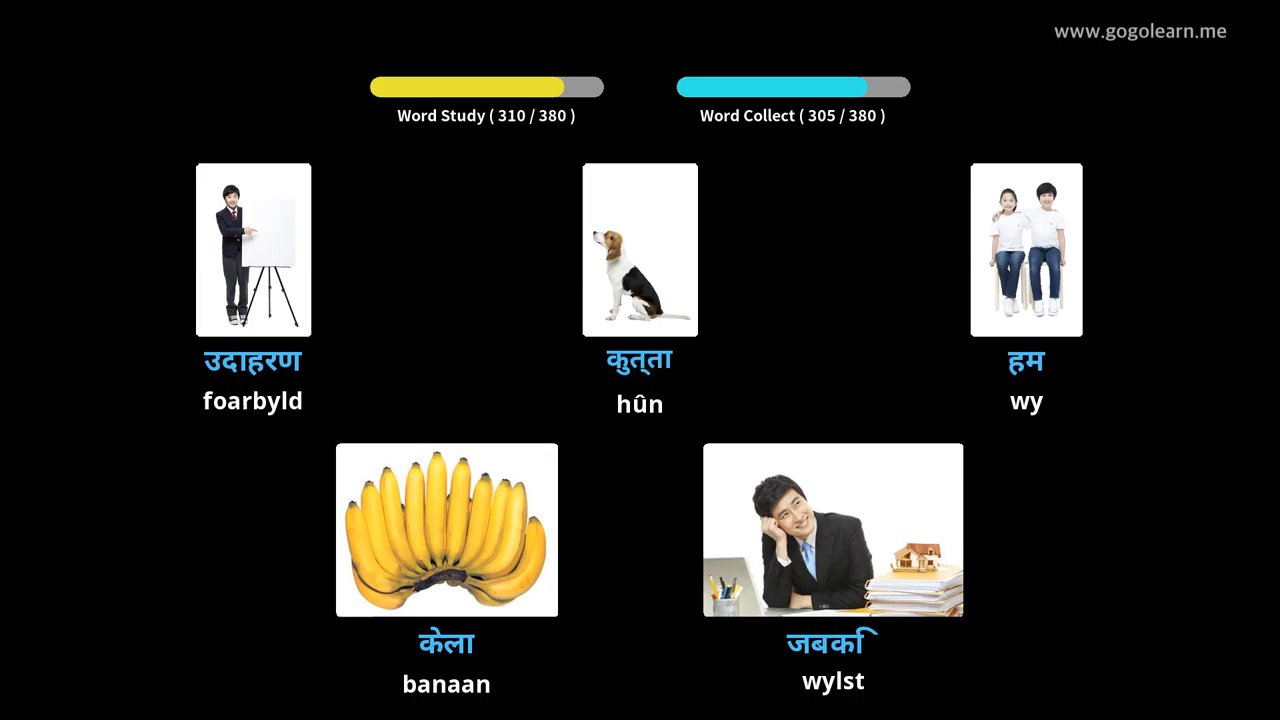 www.gogolearn.me
Word Study ( 310 / 380 )
Word Collect ( 305 / 380 )
उदाहरण
कुत्ता
हम
foarbyld
hûn
wy
केला
जबकि
banaan
wylst